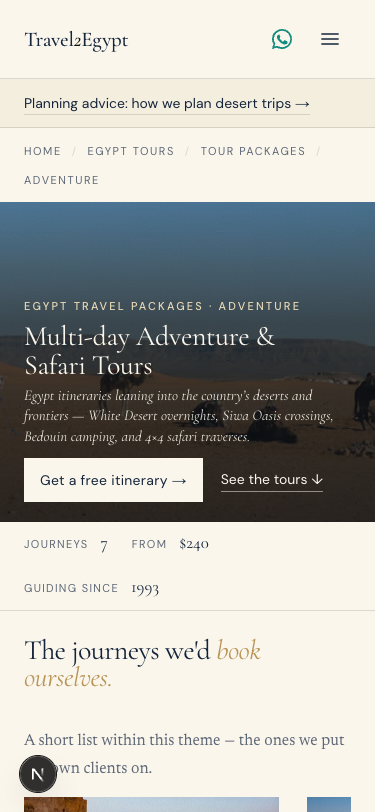 Travel2Egypt
Planning advice: how we plan desert trips →
HOME / EGYPT TOURS / TOUR PACKAGES /
ADVENTURE
EGYPT TRAVEL PACKAGES · ADVENTURE
Multi-day Adventure &
Safari Tours
Egypt itineraries leaning into the country's deserts and
frontiers — White Desert overnights, Siwa Oasis crossings,
Bedouin camping, and 4×4 safari traverses.
Get a free itinerary → See the tours ↓
JOURNEYS 7 FROM $240
GUIDING SINCE 1993
The journeys we'd book
ourselves.
A short list within this theme — the ones we put
N own clients on.